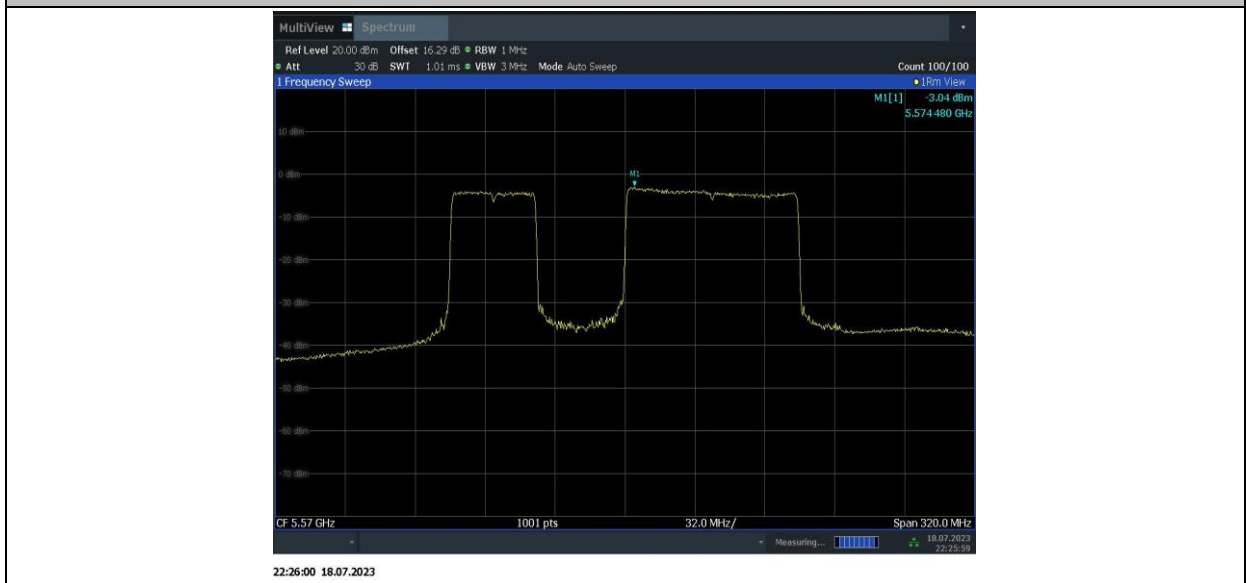 MultiView Spectrum
Ref Level 20.00 dBm Offset 16.29 dB RBW 1 MHz
Att 30 dB SWT 1.01 ms VBW 3 MHz Mode Auto Sweep Count 100/100
1 Frequency Sweep 1Rm View
M1[1] -3.04 dBm
5.574480 GHz
10 dBm
0 dBm
M1
-10 dBm
-20 dBm
-30 dBm
-40 dBm
-50 dBm
-60 dBm
-70 dBm
CF 5.57 GHz 1001 pts 32.0 MHz/ Span 320.0 MHz
Measuring... 18.07.2023
22:25:59
22:26:00 18.07.2023